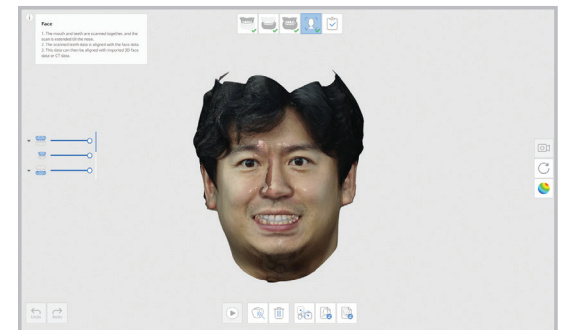 Face
1. The mouth and teeth are scanned together, and the
scan is extended till the nose.
2. The scanned teeth data is aligned with the face data.
3. This data can then be aligned with imported 3D face
data or CT data.
Undo Redo